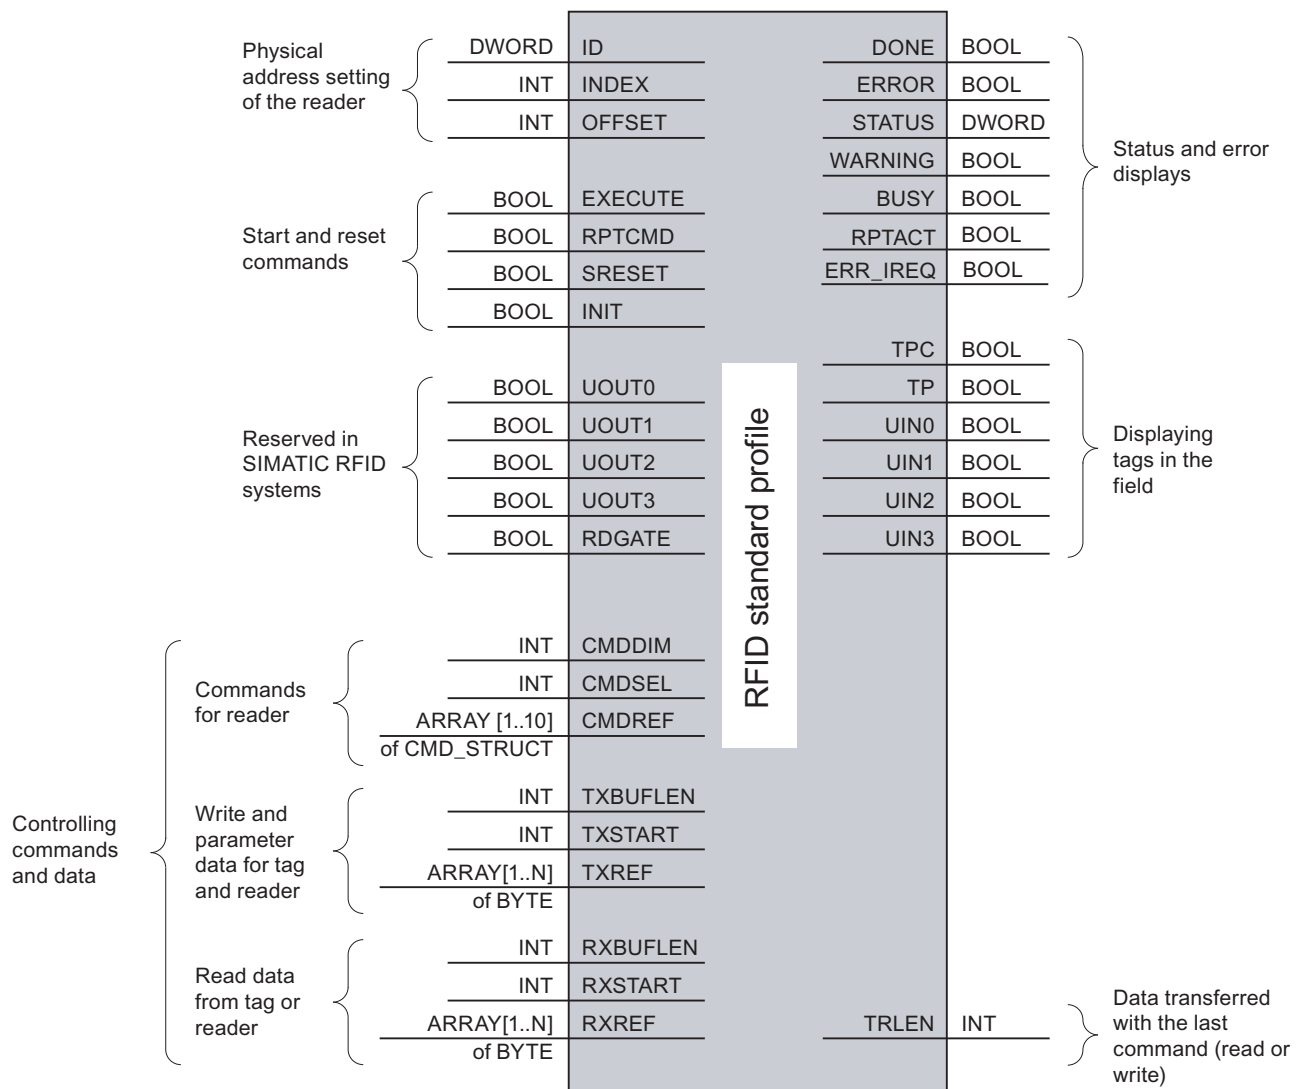 Physical
address setting
of the reader
DWORD ID
INT INDEX
INT OFFSET
Start and reset
commands
BOOL EXECUTE
BOOL RPTCMD
BOOL SRESET
BOOL INIT
Reserved in
SIMATIC RFID
systems
BOOL UOUT0
BOOL UOUT1
BOOL UOUT2
BOOL UOUT3
BOOL RDGATE
Controlling
commands
and data
Commands
for reader
INT CMDDIM
INT CMDSEL
ARRAY [1..10] CMDREF
of CMD_STRUCT
Write and
parameter
data for tag
and reader
INT TXBUFLEN
INT TXSTART
ARRAY[1..N] TXREF
of BYTE
Read data
from tag or
reader
INT RXBUFLEN
INT RXSTART
ARRAY[1..N] RXREF
of BYTE
RFID standard profile
DONE BOOL
ERROR BOOL
STATUS DWORD
WARNING BOOL
BUSY BOOL
RPTACT BOOL
ERR_IREQ BOOL
Status and error
displays
TPC BOOL
TP BOOL
UIN0 BOOL
UIN1 BOOL
UIN2 BOOL
UIN3 BOOL
Displaying
tags in the
field
TRLEN INT
Data transferred
with the last
command (read or
write)